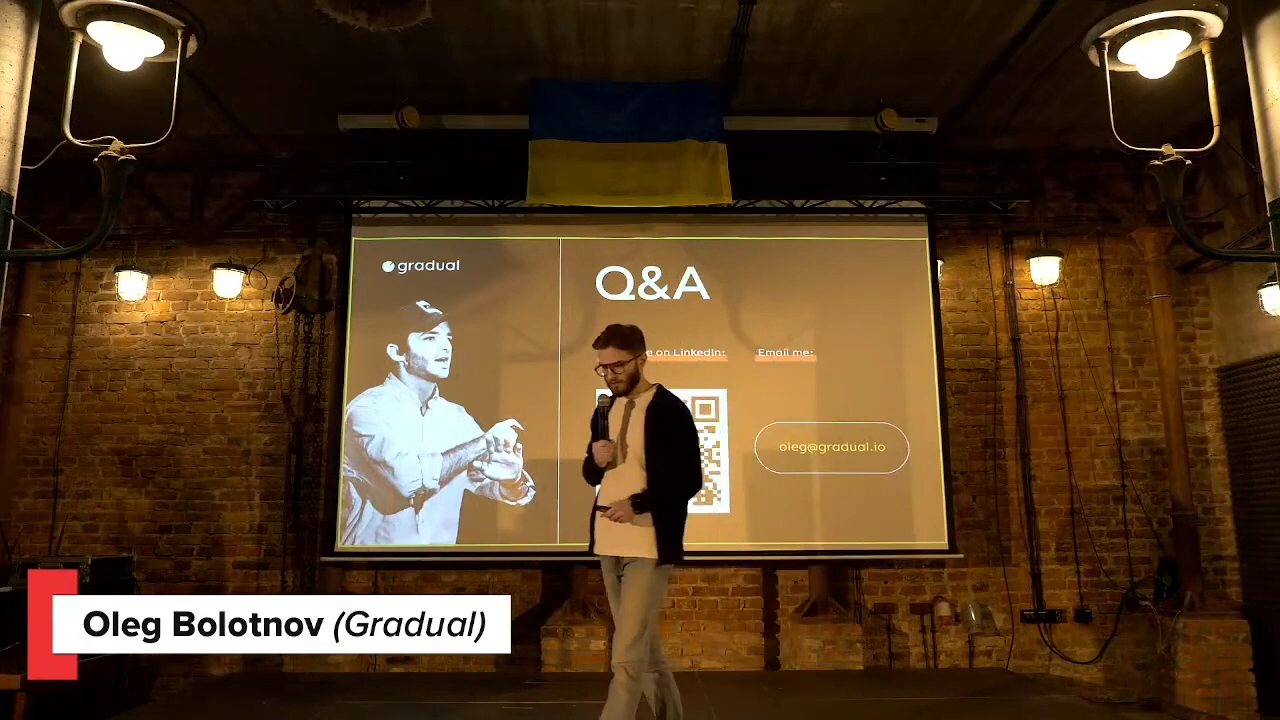 gradual
Q&A
e on LinkedIn:
Email me:
oleg@gradual.io
Oleg Bolotnov (Gradual)